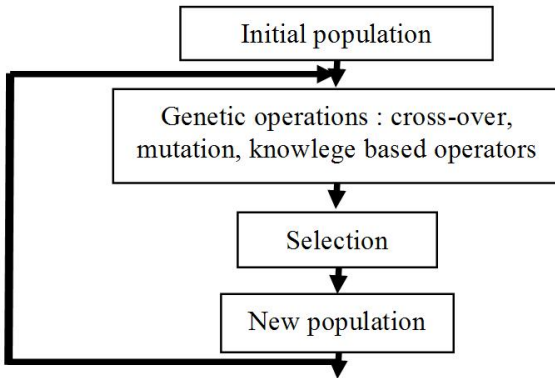 Initial population
Genetic operations : cross-over,
mutation, knowlege based operators
Selection
New population